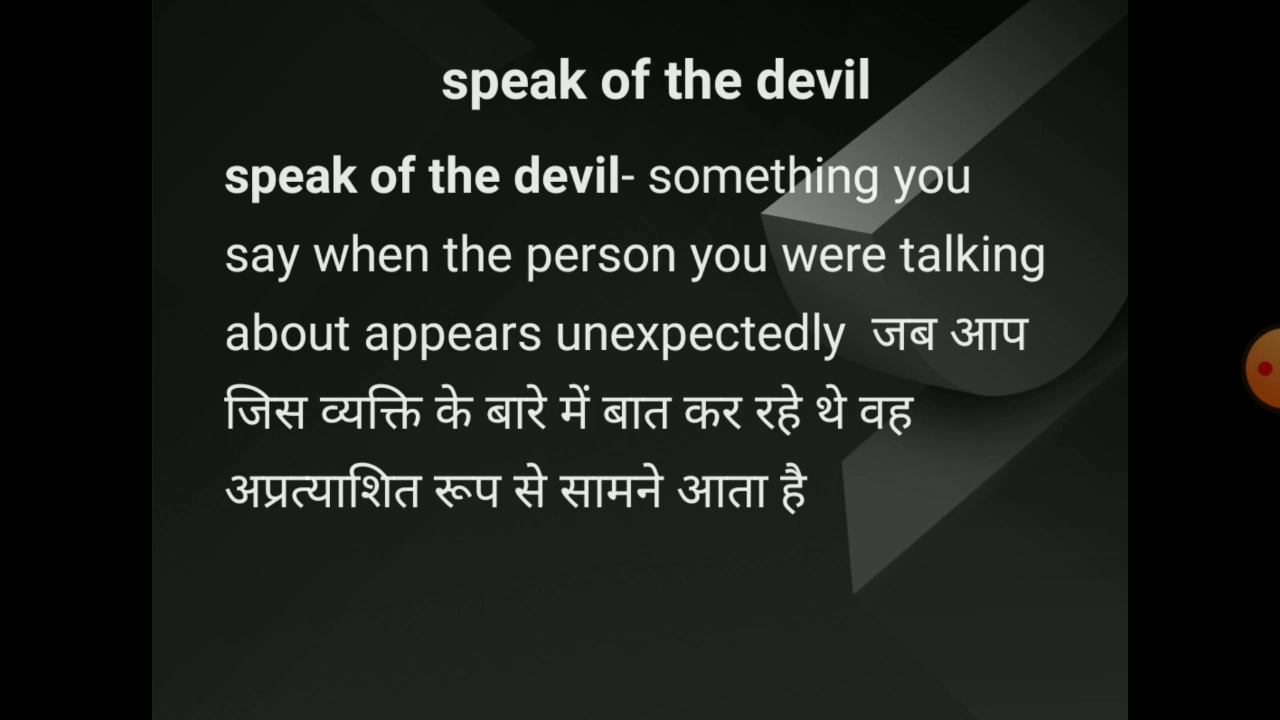 speak of the devil
speak of the devil- something you
say when the person you were talking
about appears unexpectedly जब आप
जिस व्यक्ति के बारे में बात कर रहे थे वह
अप्रत्याशित रूप से सामने आता है